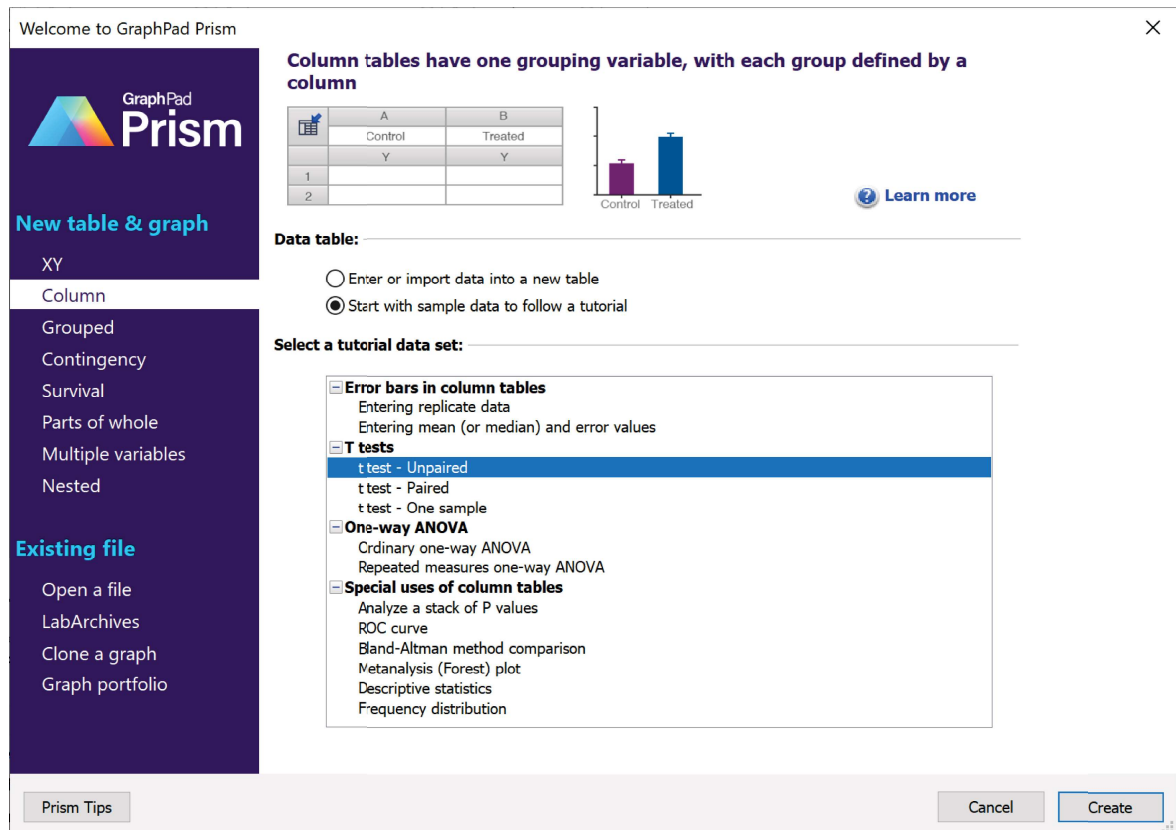 Welcome to GraphPad Prism
GraphPad
Prism
New table & graph
XY
Column
Grouped
Contingency
Survival
Parts of whole
Multiple variables
Nested
Existing file
Open a file
LabArchives
Clone a graph
Graph portfolio
Column tables have one grouping variable, with each group defined by a
column
A B
Control Treated
Y Y
1
2
Control Treated
Learn more
Data table:
Enter or import data into a new table
Start with sample data to follow a tutorial
Select a tutorial data set:
Error bars in column tables
Entering replicate data
Entering mean (or median) and error values
T tests
t test - Unpaired
t test - Paired
t test - One sample
One-way ANOVA
Ordinary one-way ANOVA
Repeated measures one-way ANOVA
Special uses of column tables
Analyze a stack of P values
ROC curve
Bland-Altman method comparison
Metanalysis (Forest) plot
Descriptive statistics
Frequency distribution
Prism Tips
Cancel
Create